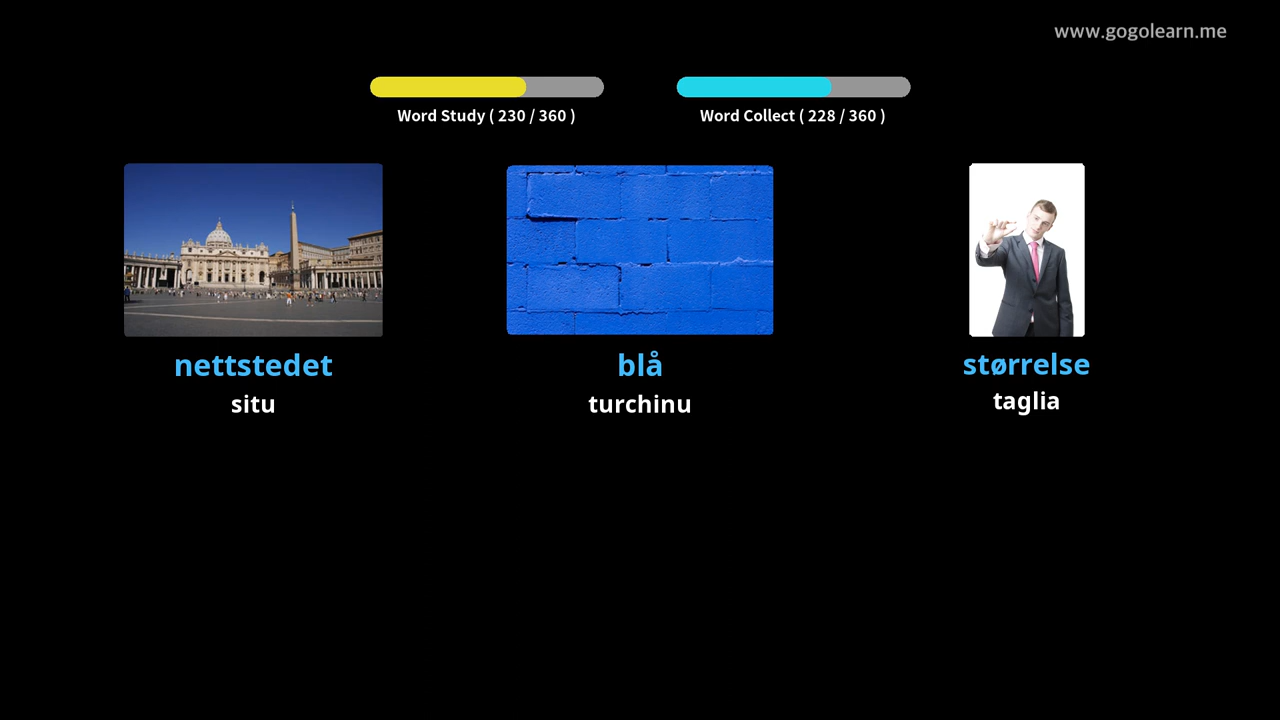 www.gogolearn.me
Word Study ( 230 / 360 )
Word Collect ( 228 / 360 )
nettstedet
situ
blå
turchinu
størrelse
taglia